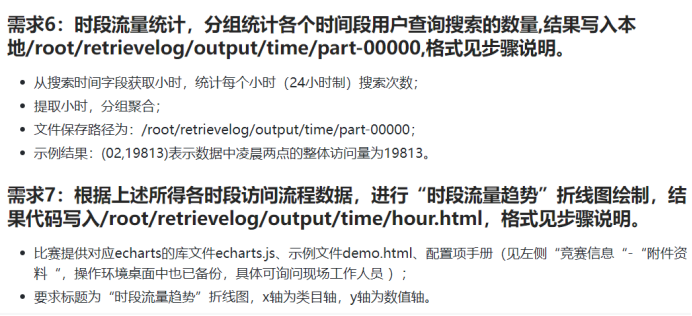 需求6：时段流量统计，分组统计各个时间段用户查询搜索的数量,结果写入本
地/root/retrievelog/output/time/part-00000,格式见步骤说明。
• 从搜索时间字段获取小时，统计每个小时（24小时制）搜索次数；
• 提取小时，分组聚合；
• 文件保存路径为：/root/retrievelog/output/time/part-00000；
• 示例结果：(02,19813)表示数据中凌晨两点的整体访问量为19813。
需求7：根据上述所得各时段访问流程数据，进行“时段流量趋势”折线图绘制，结
果代码写入/root/retrievelog/output/time/hour.html，格式见步骤说明。
• 比赛提供对应echarts的库文件echarts.js、示例文件demo.html、配置项手册（见左侧“竞赛信息“-“附件资
料“，操作环境桌面中也已备份，具体可询问现场工作人员 ）；
• 要求标题为“时段流量趋势”折线图，x轴为类目轴，y轴为数值轴。